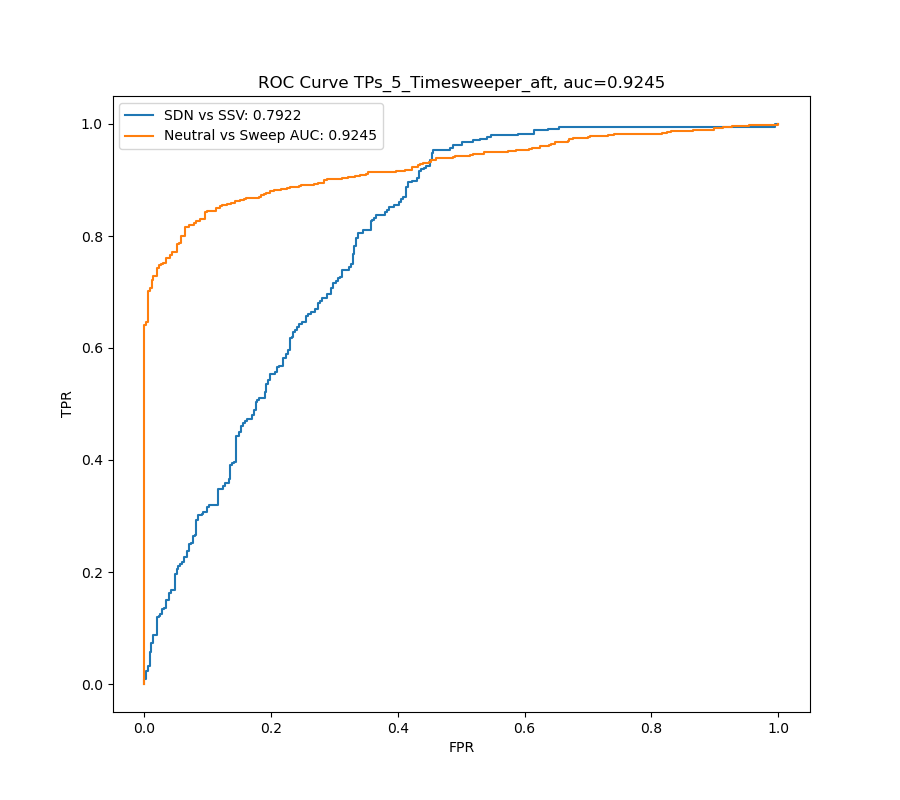 ROC Curve TPs_5_Timesweeper_aft, auc=0.9245
SDN vs SSV: 0.7922
Neutral vs Sweep AUC: 0.9245
TPR
1.0
0.8
0.6
0.4
0.2
0.0
0.0 0.2 0.4 0.6 0.8 1.0
FPR